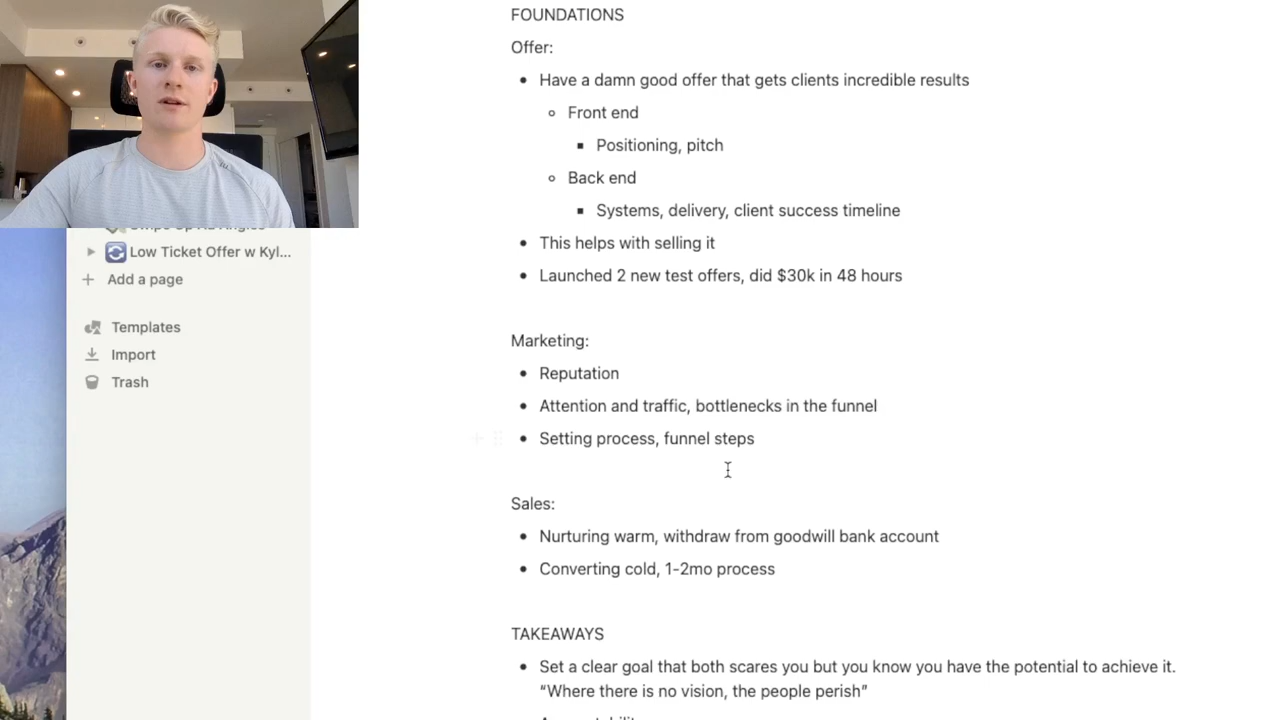 FOUNDATIONS
Offer:
• Have a damn good offer that gets clients incredible results
○ Front end
▪ Positioning, pitch
○ Back end
▪ Systems, delivery, client success timeline
• This helps with selling it
• Launched 2 new test offers, did $30k in 48 hours
Marketing:
• Reputation
• Attention and traffic, bottlenecks in the funnel
• Setting process, funnel steps
Sales:
• Nurturing warm, withdraw from goodwill bank account
• Converting cold, 1-2mo process
TAKEAWAYS
• Set a clear goal that both scares you but you know you have the potential to achieve it.
“Where there is no vision, the people perish”
Low Ticket Offer w Kyl...
Add a page
Templates
Import
Trash